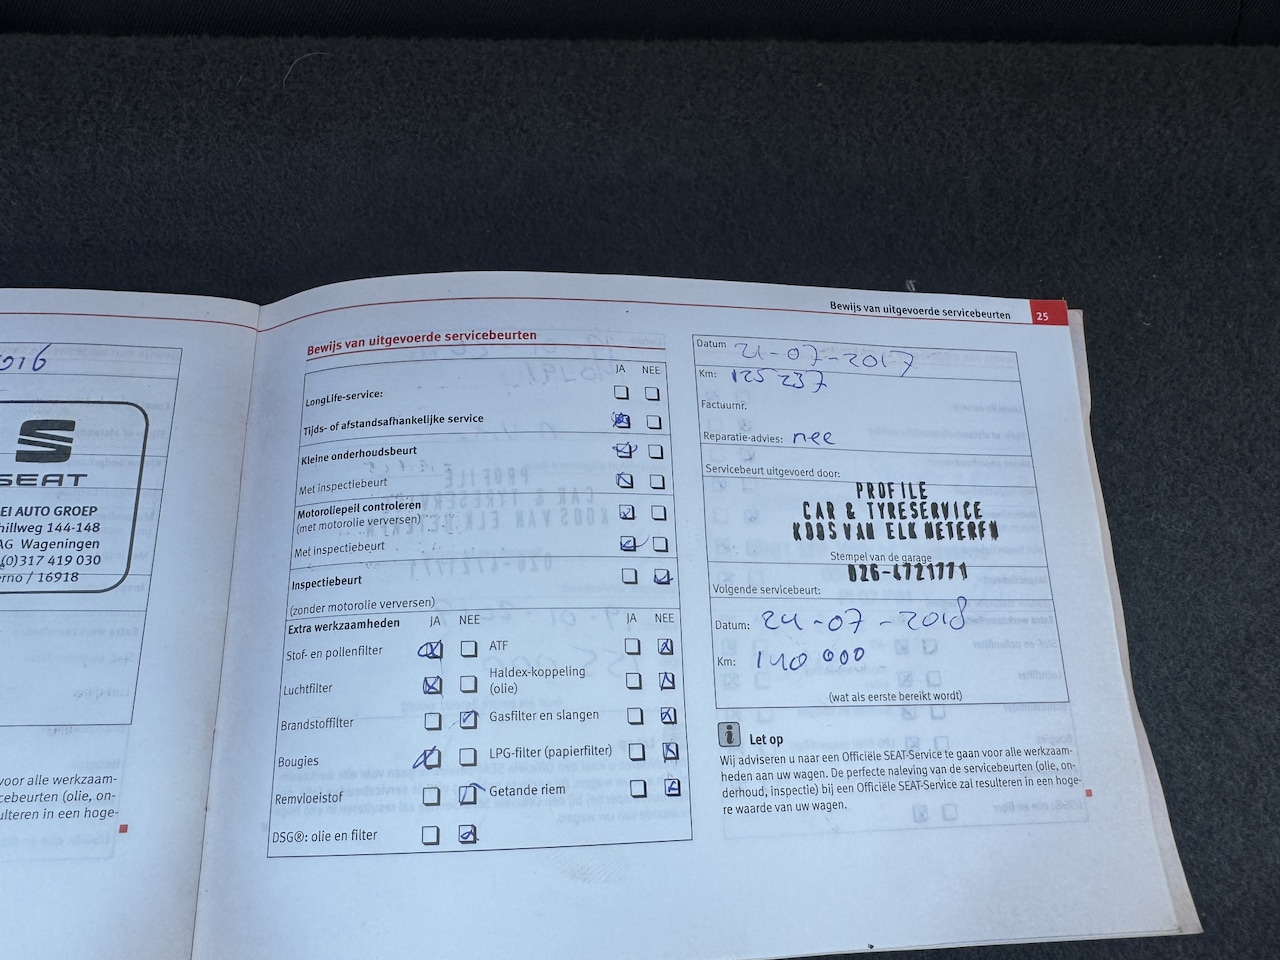 016
SEAT
EI AUTO GROEP
hillweg 144-148
AG Wageningen
(0)317 419 030
erno / 16918
voor alle werkzaam-
cebeurten (olie, on-
ulteren in een hoge-
Bewijs van uitgevoerde servicebeurten 25
Bewijs van uitgevoerde servicebeurten
JA NEE
LongLife-service:
Tijds- of afstandsafhankelijke service
Kleine onderhoudsbeurt
Met inspectiebeurt
Motoroliepeil controleren
(met motorolie verversen)
Met inspectiebeurt
Inspectiebeurt
(zonder motorolie verversen)
Extra werkzaamheden JA NEE JA NEE
Stof- en pollenfilter ATF
Luchtfilter Haldex-koppeling
(olie)
Brandstoffilter Gasfilter en slangen
Bougies LPG-filter (papierfilter)
Remvloeistof Getande riem
DSG®: olie en filter
Datum 21-07-2017
Km: 125 237
Factuurnr.
Reparatie-advies: nee
Servicebeurt uitgevoerd door:
PROFILE
CAR & TYRESERVICE
KOOS VAN ELK METEREN
Stempel van de garage
026-4721771
Volgende servicebeurt:
Datum: 24-07-2018
Km: 140 000
(wat als eerste bereikt wordt)
Let op
Wij adviseren u naar een Officiële SEAT-Service te gaan voor alle werkzaam-
heden aan uw wagen. De perfecte naleving van de servicebeurten (olie, on-
derhoud, inspectie) bij een Officiële SEAT-Service zal resulteren in een hoge-
re waarde van uw wagen.